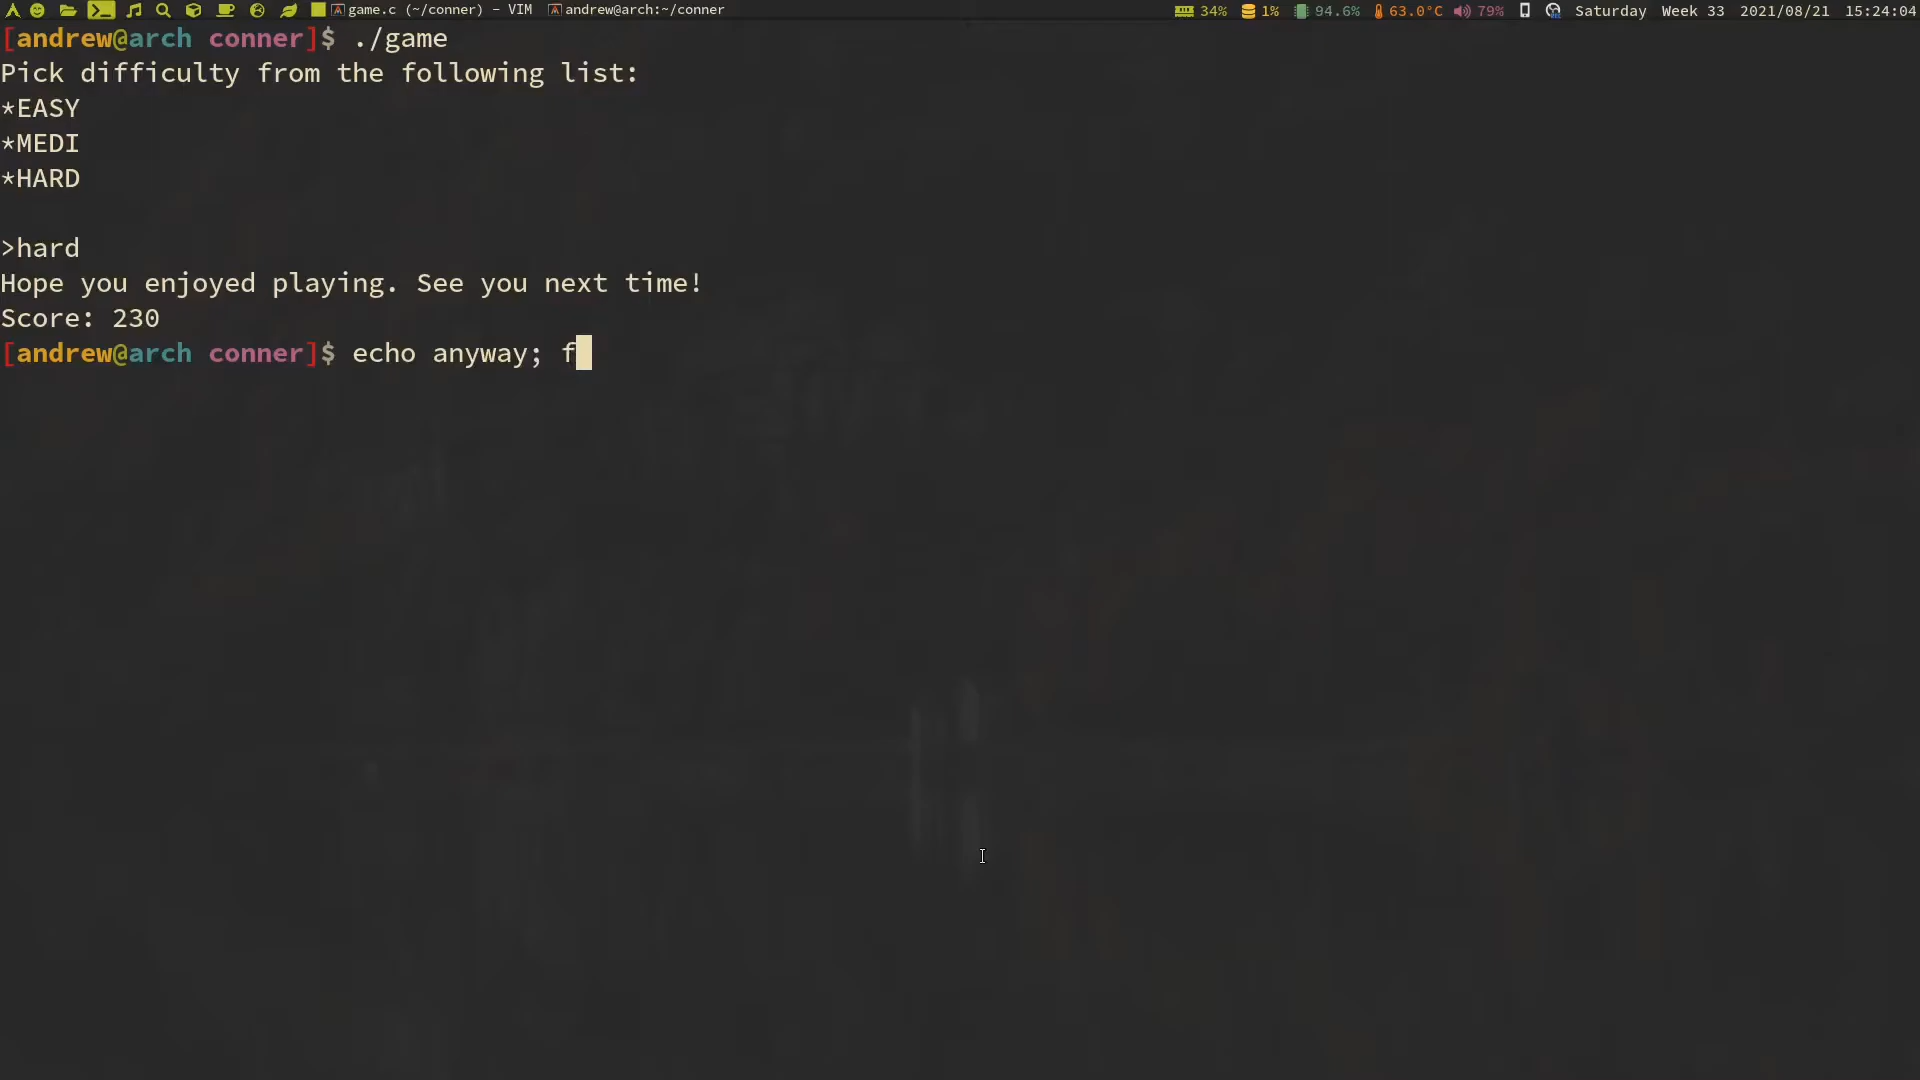 game.c (~/conner) - VIM andrew@arch:~/conner 34% 1% 94.6% 63.0°C 79% Saturday Week 33 2021/08/21 15:24:04
[andrew@arch conner]$ ./game
Pick difficulty from the following list:
*EASY
*MEDI
*HARD
>hard
Hope you enjoyed playing. See you next time!
Score: 230
[andrew@arch conner]$ echo anyway; f